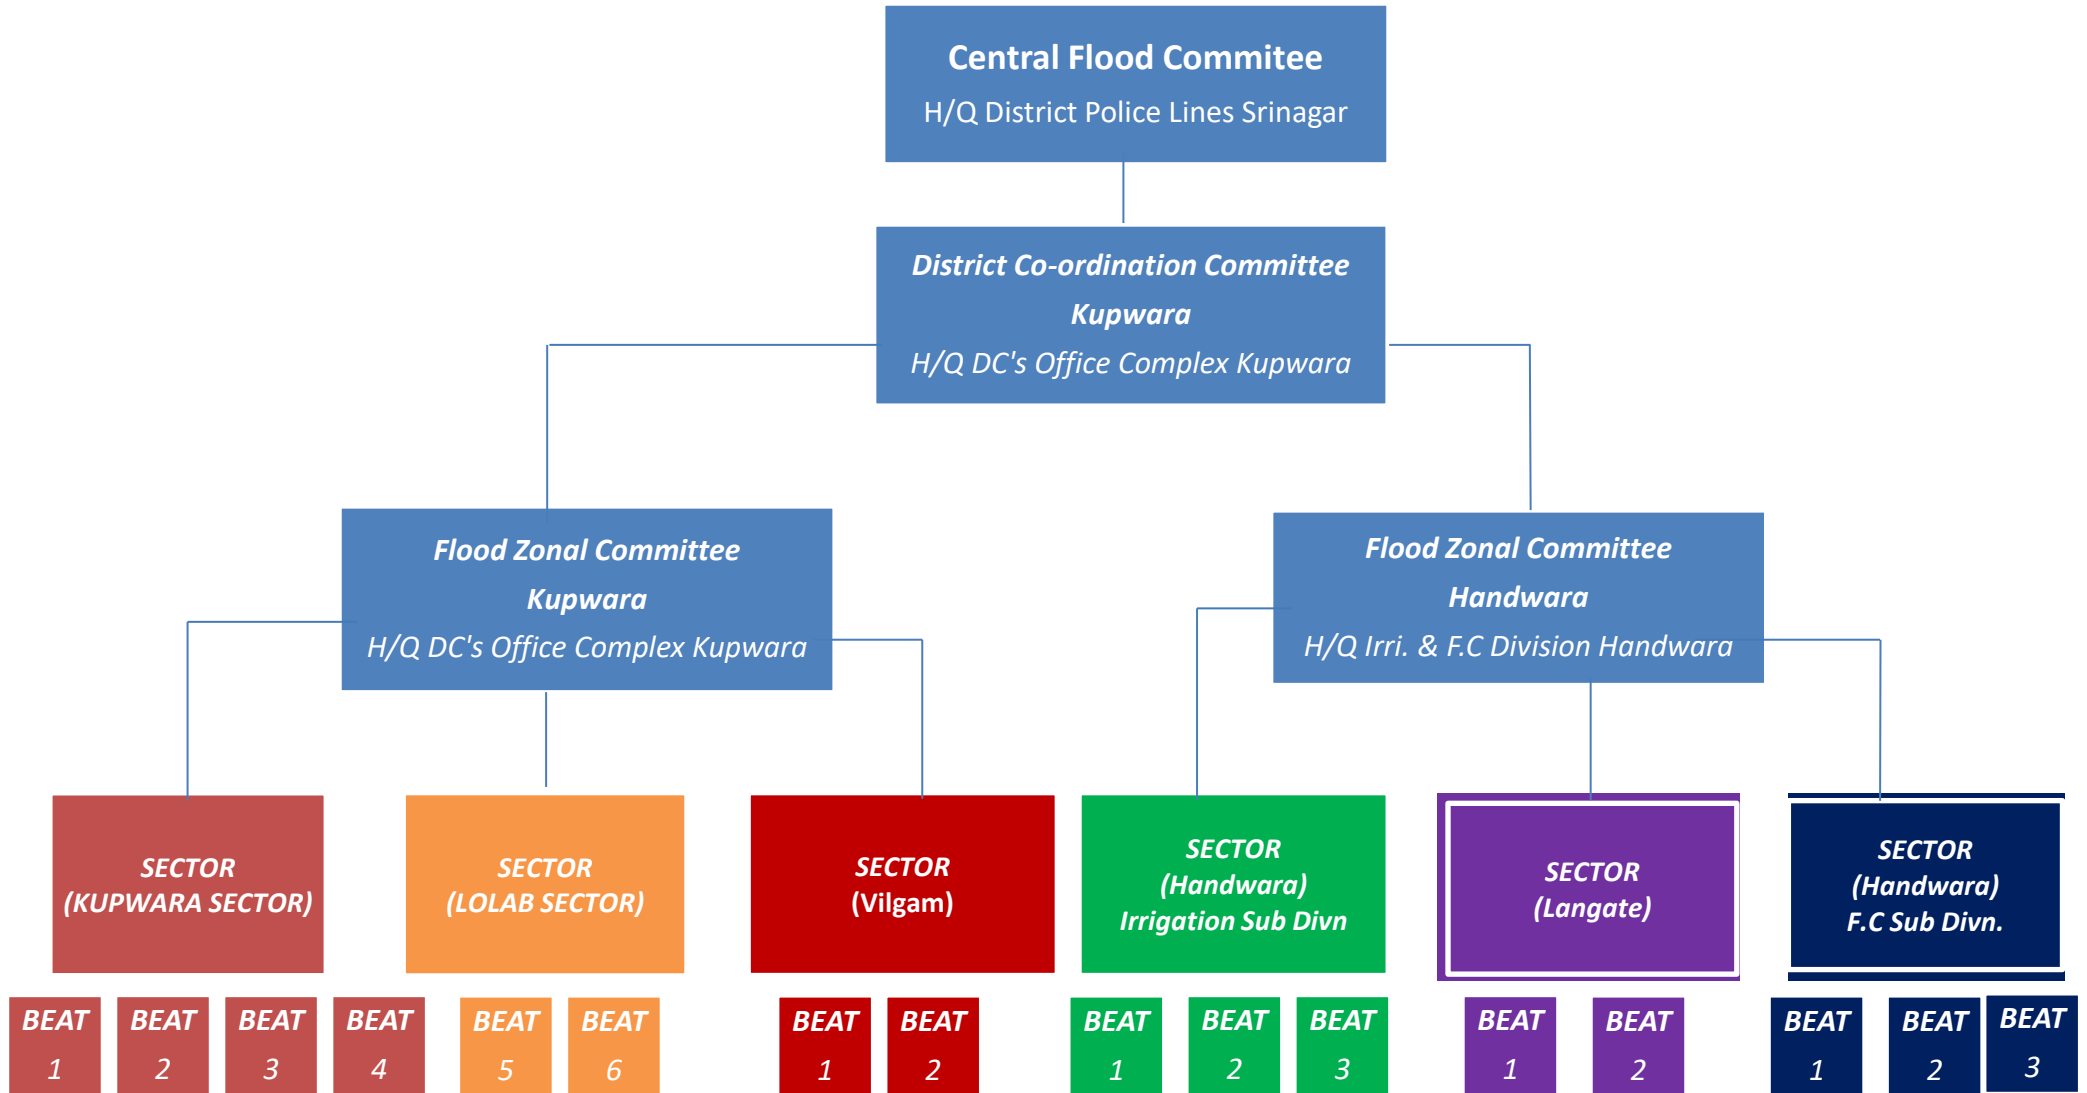 Central Flood Commitee
H/Q District Police Lines Srinagar
District Co-ordination Committee
Kupwara
H/Q DC's Office Complex Kupwara
Flood Zonal Committee
Kupwara
H/Q DC's Office Complex Kupwara
Flood Zonal Committee
Handwara
H/Q Irri. & F.C Division Handwara
SECTOR
(KUPWARA SECTOR)
SECTOR
(LOLAB SECTOR)
SECTOR
(Vilgam)
SECTOR
(Handwara)
Irrigation Sub Divn
SECTOR
(Langate)
SECTOR
(Handwara)
F.C Sub Divn.
BEAT
1
BEAT
2
BEAT
3
BEAT
4
BEAT
5
BEAT
6
BEAT
1
BEAT
2
BEAT
1
BEAT
2
BEAT
3
BEAT
1
BEAT
2
BEAT
1
BEAT
2
BEAT
3